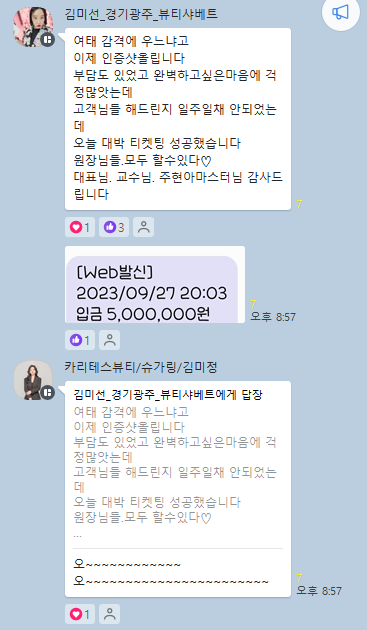 김미선_경기광주_뷰티샤베트
여태 감격에 우느냐고
이제 인증샷올립니다
부담도 있었고 완벽하고싶은마음에 걱
정많앗는데
고객님들 해드린지 일주일채 안되었는
데
오늘 대박 티켓팅 성공했습니다
원장님들.모두 할수있다♡
대표님. 교수님. 주현아마스터님 감사드
립니다
7
1
3
[Web발신]
2023/09/27 20:03
입금 5,000,000원
7
오후 8:57
1
카리테스뷰티/슈가링/김미정
김미선_경기광주_뷰티샤베트에게 답장
여태 감격에 우느냐고
이제 인증샷올립니다
부담도 있었고 완벽하고싶은마음에 걱
정많앗는데
고객님들 해드린지 일주일채 안되었는
데
오늘 대박 티켓팅 성공했습니다
원장님들.모두 할수있다♡
...
오~~~~~~~~~~~~
오~~~~~~~~~~~~~~~~~~~~~~~
7
오후 8:57
1